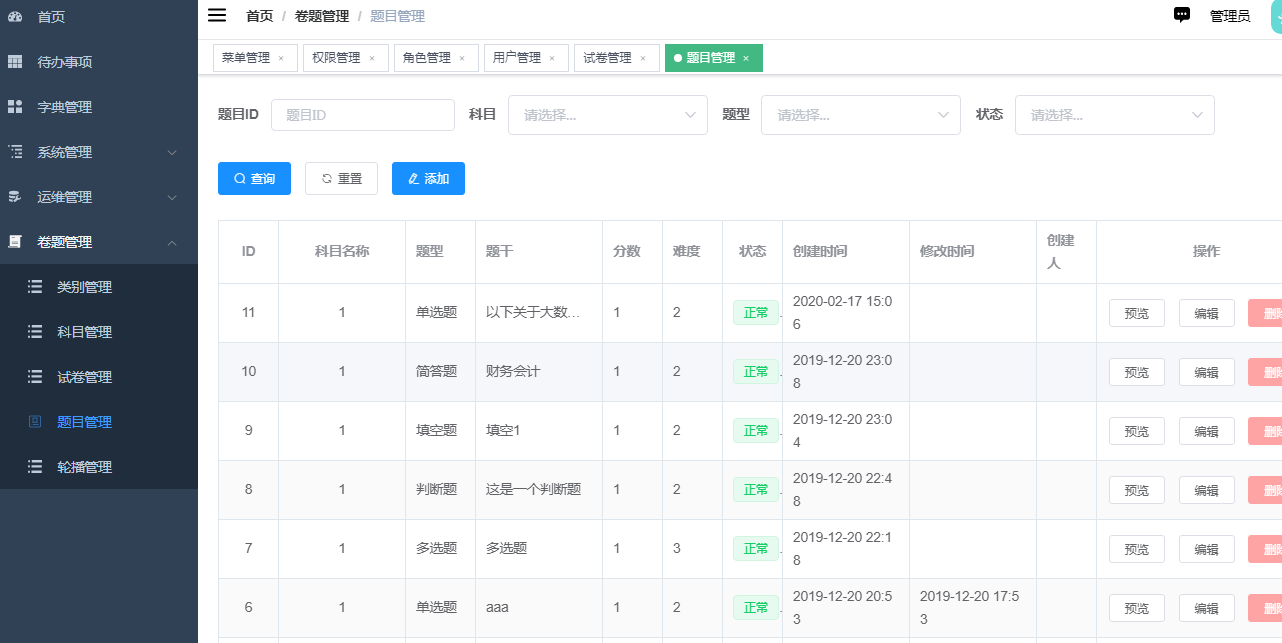 首页
待办事项
字典管理
系统管理
运维管理
卷题管理
类别管理
科目管理
试卷管理
题目管理
轮播管理
首页 / 卷题管理 / 题目管理
管理员
菜单管理 × 权限管理 × 角色管理 × 用户管理 × 试卷管理 × 题目管理 ×
题目ID 题目ID 科目 请选择... 题型 请选择... 状态 请选择...
查询 重置 添加
ID 科目名称 题型 题干 分数 难度 状态 创建时间 修改时间 创建人 操作
11 1 单选题 以下关于大数... 1 2 正常 2020-02-17 15:06 预览 编辑 删除
10 1 简答题 财务会计 1 2 正常 2019-12-20 23:08 预览 编辑 删除
9 1 填空题 填空1 1 2 正常 2019-12-20 23:04 预览 编辑 删除
8 1 判断题 这是一个判断题 1 2 正常 2019-12-20 22:48 预览 编辑 删除
7 1 多选题 多选题 1 3 正常 2019-12-20 22:18 预览 编辑 删除
6 1 单选题 aaa 1 2 正常 2019-12-20 20:53 2019-12-20 17:53 预览 编辑 删除